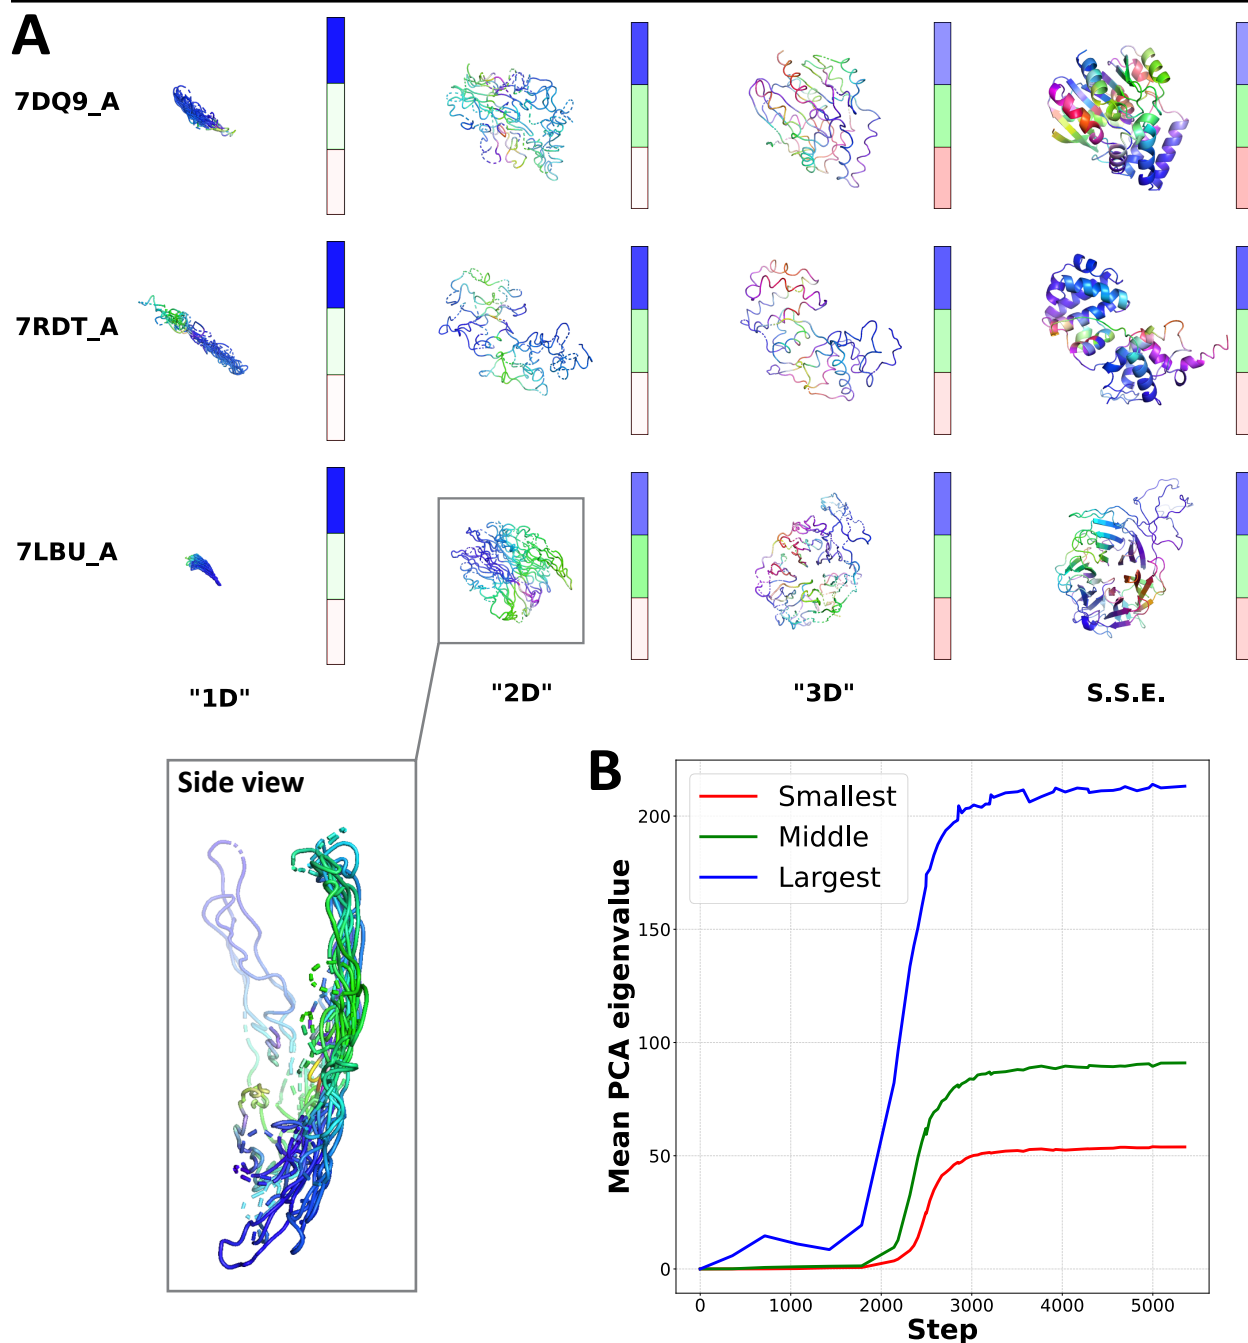 A
7DQ9_A
7RDT_A
7LBU_A
"1D" "2D" "3D" S.S.E.
Side view
B
Smallest
Middle
Largest
Mean PCA eigenvalue
200
150
100
50
0
0 1000 2000 3000 4000 5000
Step